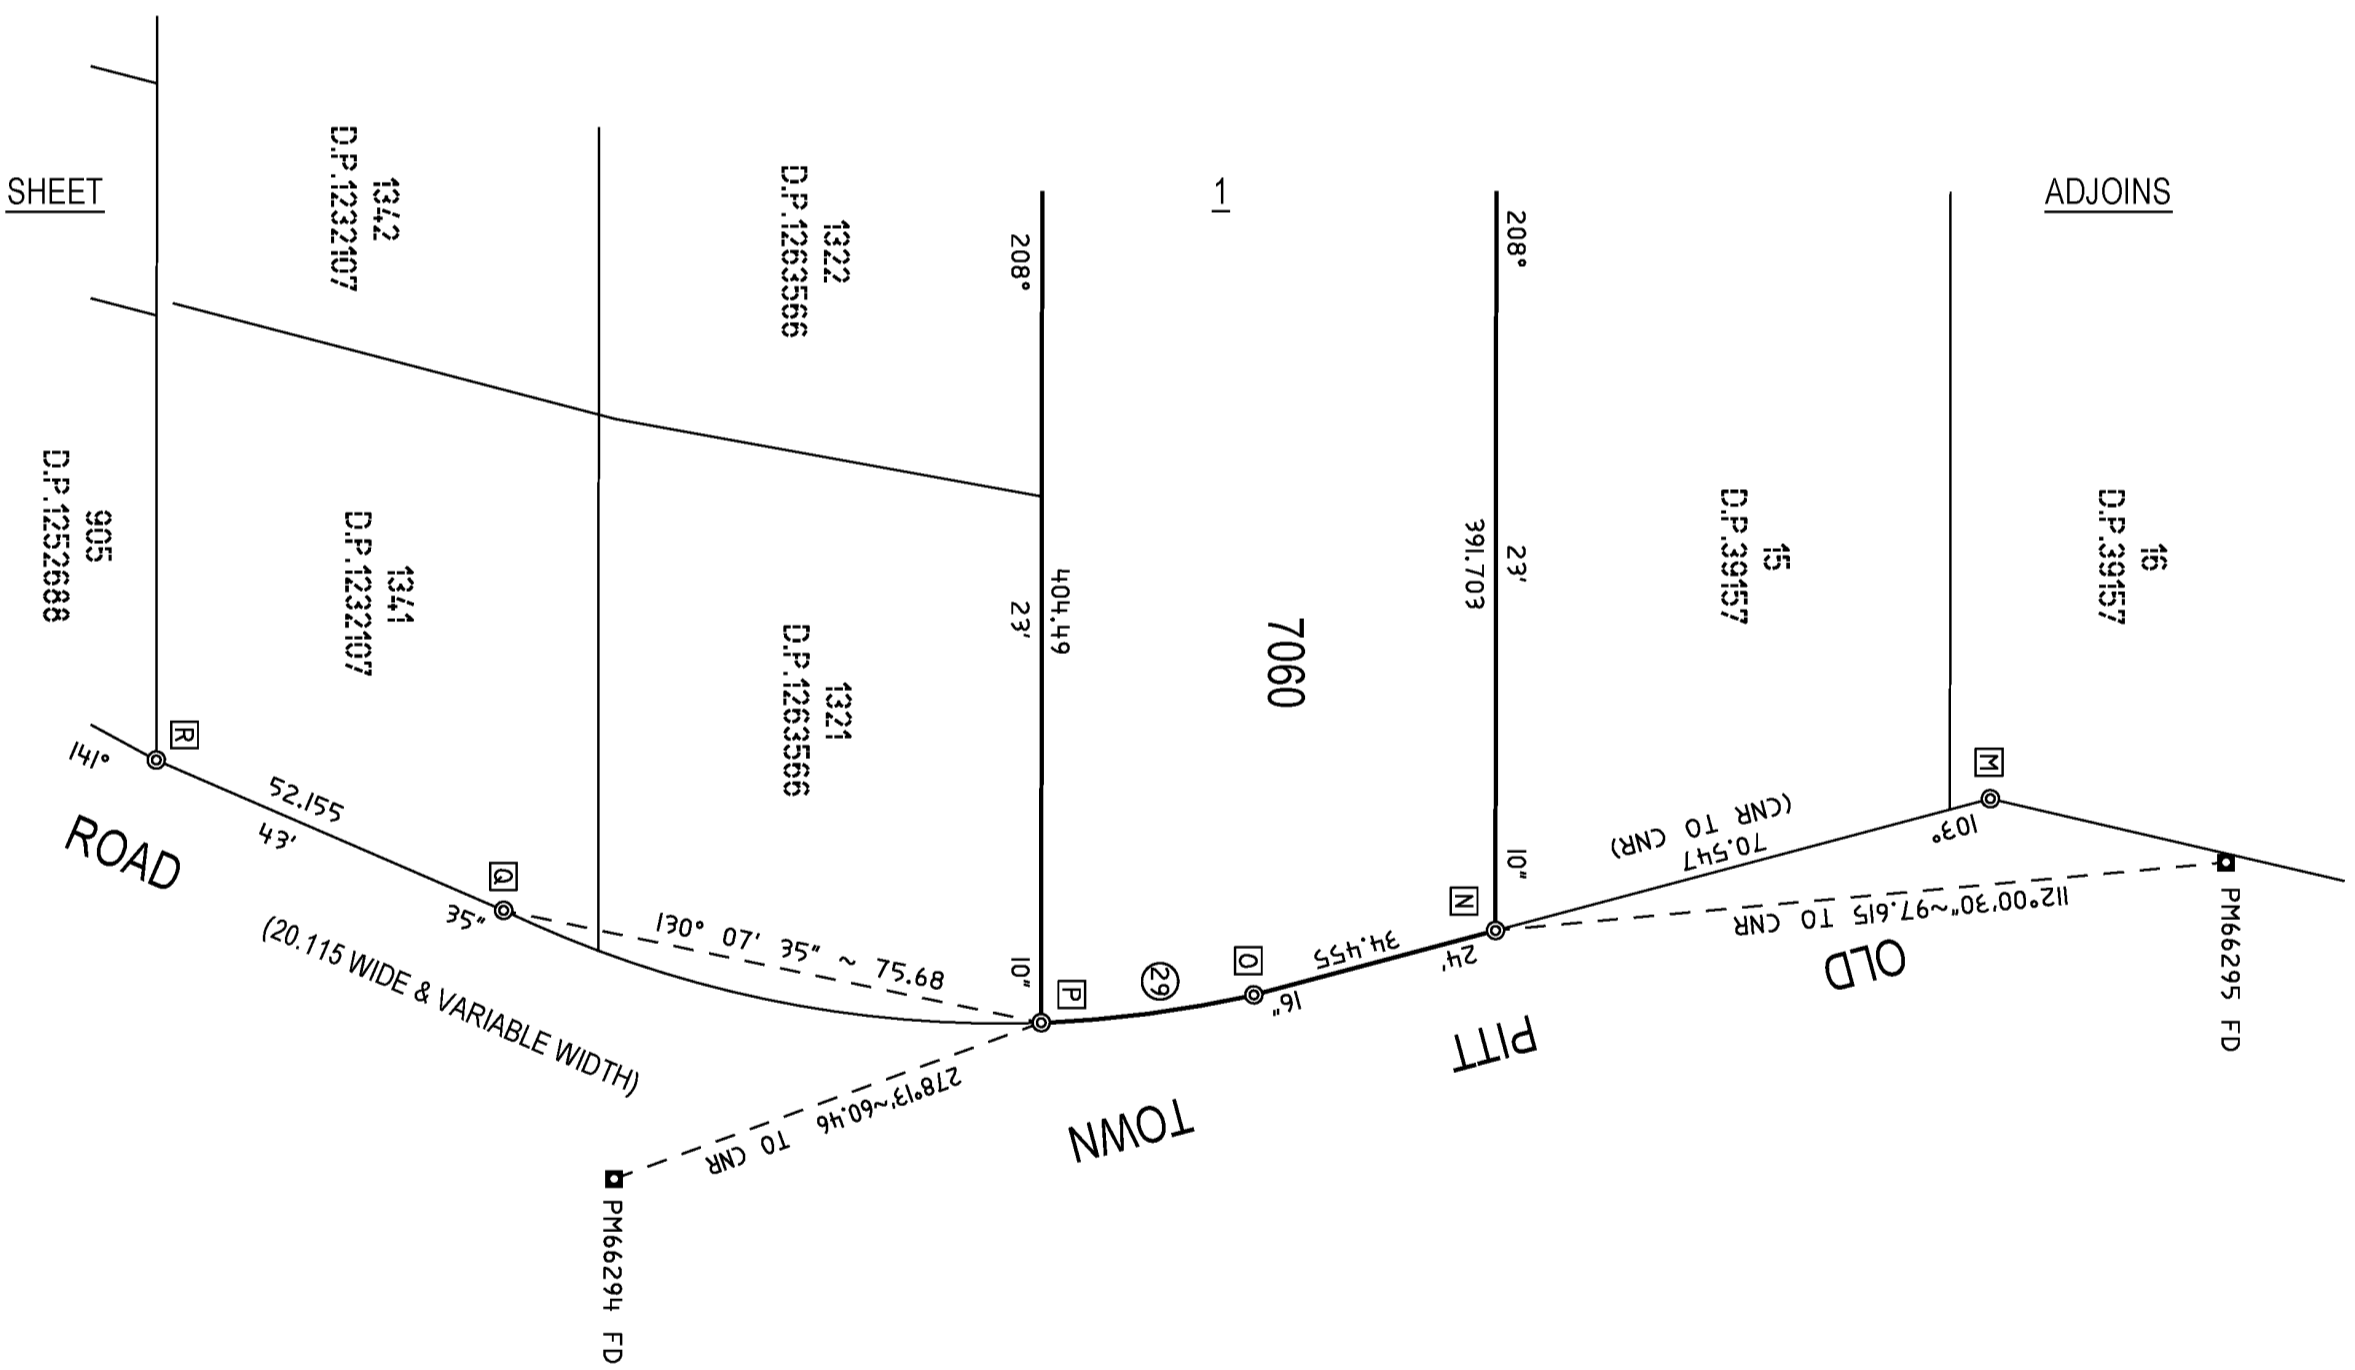 SHEET
1
ADJOINS
1342
D.P.1232107
1322
D.P.1263566
208°
23'
10"
404.49
208°
23'
10"
391.703
7060
15
D.P.39157
16
D.P.39157
905
D.P.1252688
1341
D.P.1232107
1321
D.P.1263566
R
141°
52.155
43'
35"
Q
130° 07' 35" ~ 75.68
P
29
O
16"
34.455
24'
N
70.547
(CNR TO CNR)
103°
M
112°00'30"~97.615 TO CNR
PM66295 FD
278°13'~60.46 TO CNR
PM66294 FD
OLD
PITT
TOWN
ROAD
(20.115 WIDE & VARIABLE WIDTH)